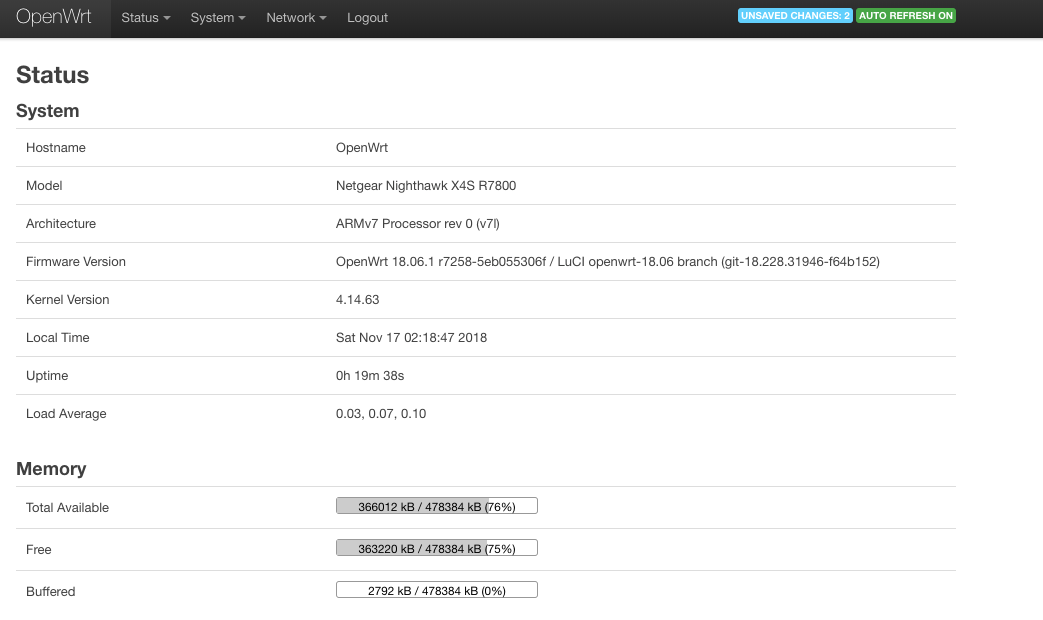 OpenWrt Status System Network Logout UNSAVED CHANGES: 2 AUTO REFRESH ON
Status
System
Hostname OpenWrt
Model Netgear Nighthawk X4S R7800
Architecture ARMv7 Processor rev 0 (v7l)
Firmware Version OpenWrt 18.06.1 r7258-5eb055306f / LuCI openwrt-18.06 branch (git-18.228.31946-f64b152)
Kernel Version 4.14.63
Local Time Sat Nov 17 02:18:47 2018
Uptime 0h 19m 38s
Load Average 0.03, 0.07, 0.10
Memory
Total Available 366012 kB / 478384 kB (76%)
Free 363220 kB / 478384 kB (75%)
Buffered 2792 kB / 478384 kB (0%)